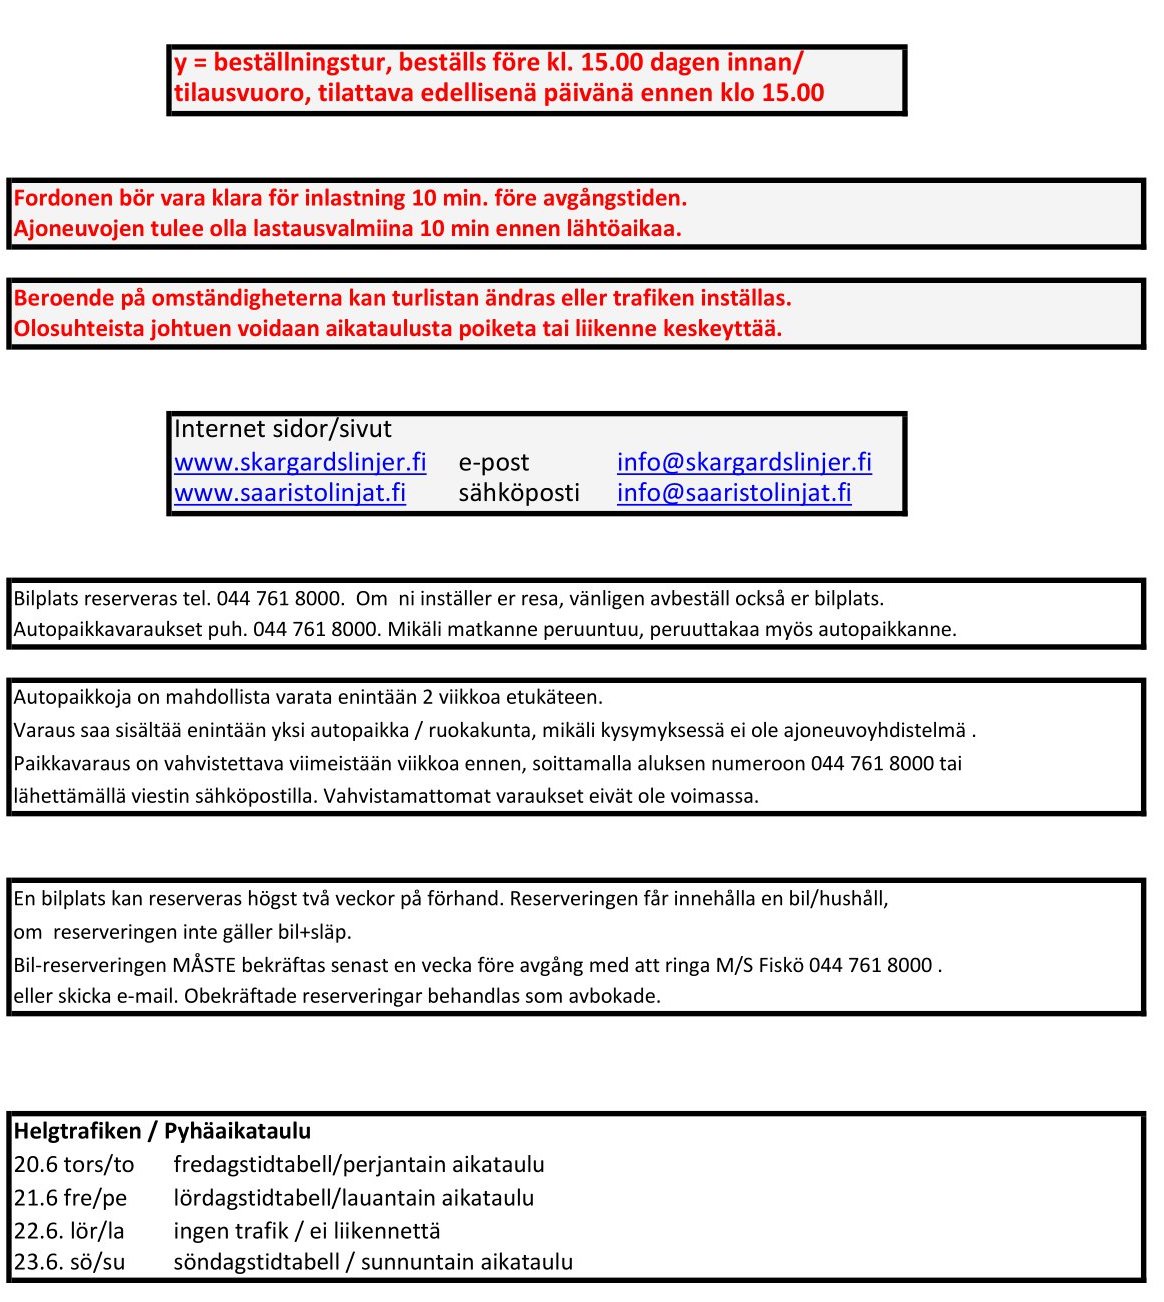 y = beställningstur, beställs före kl. 15.00 dagen innan/
tilausvuoro, tilattava edellisenä päivänä ennen klo 15.00
Fordonen bör vara klara för inlastning 10 min. före avgångstiden.
Ajoneuvojen tulee olla lastausvalmiina 10 min ennen lähtöaikaa.
Beroende på omständigheterna kan turlistan ändras eller trafiken inställas.
Olosuhteista johtuen voidaan aikataulusta poiketa tai liikenne keskeyttää.
Internet sidor/sivut
www.skargardslinjer.fi e-post info@skargardslinjer.fi
www.saaristolinjat.fi sähköposti info@saaristolinjat.fi
Bilplats reserveras tel. 044 761 8000.  Om  ni inställer er resa, vänligen avbeställ också er bilplats.
Autopaikkavaraukset puh. 044 761 8000. Mikäli matkanne peruuntuu, peruuttakaa myös autopaikkanne.
Autopaikkoja on mahdollista varata enintään 2 viikkoa etukäteen.
Varaus saa sisältää enintään yksi autopaikka / ruokakunta, mikäli kysymyksessä ei ole ajoneuvoyhdistelmä .
Paikkavaraus on vahvistettava viimeistään viikkoa ennen, soittamalla aluksen numeroon 044 761 8000 tai
lähettämällä viestin sähköpostilla. Vahvistamattomat varaukset eivät ole voimassa.
En bilplats kan reserveras högst två veckor på förhand. Reserveringen får innehålla en bil/hushåll,
om  reserveringen inte gäller bil+släp.
Bil-reserveringen MÅSTE bekräftas senast en vecka före avgång med att ringa M/S Fiskö 044 761 8000 .
eller skicka e-mail. Obekräftade reserveringar behandlas som avbokade.
Helgtrafiken / Pyhäaikataulu
20.6 tors/to fredagstidtabell/perjantain aikataulu
21.6 fre/pe lördagstidtabell/lauantain aikataulu
22.6. lör/la ingen trafik / ei liikennettä
23.6. sö/su söndagstidtabell / sunnuntain aikataulu